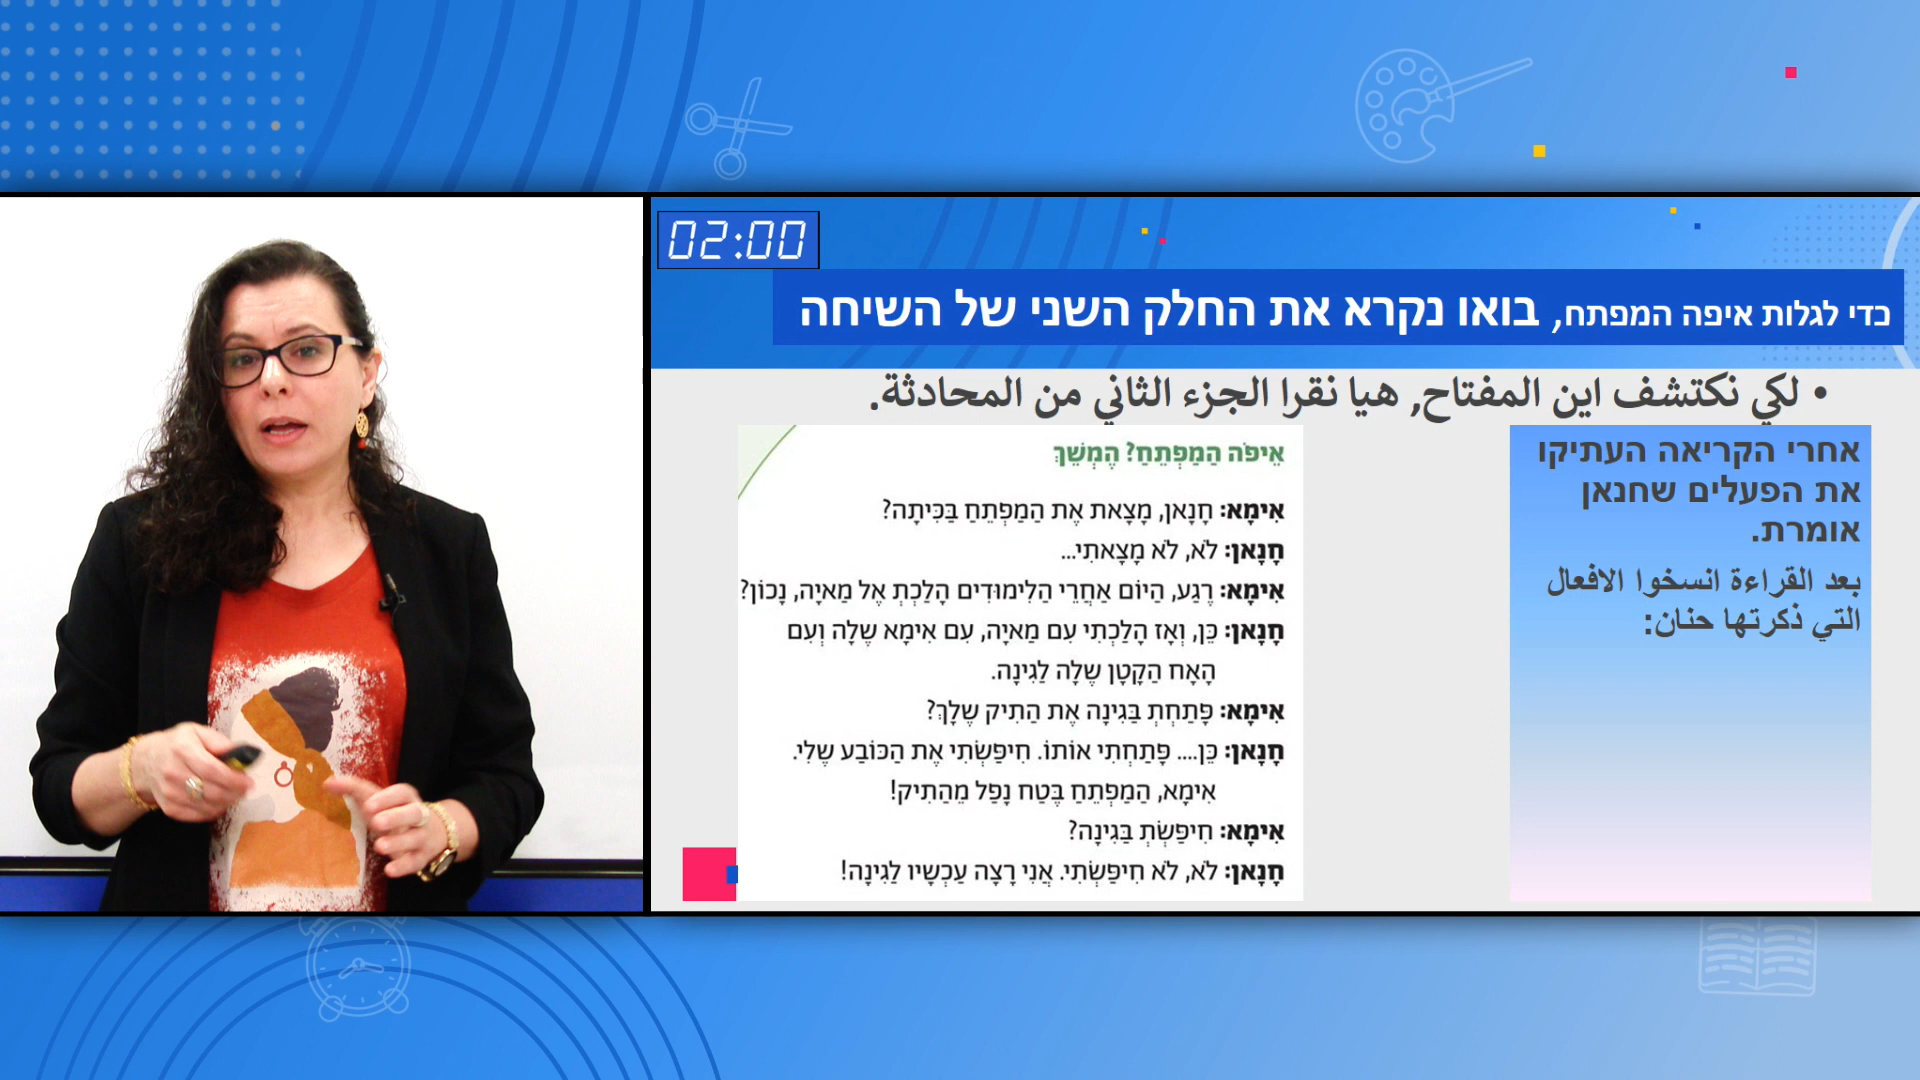 02:00
כדי לגלות איפה המפתח, בואו נקרא את החלק השני של השיחה
• لكي نكتشف اين المفتاح, هيا نقرا الجزء الثاني من المحادثة.
אחרי הקריאה העתיקו
את הפעלים שחנאן
אומרת.
بعد القراءة انسخوا الافعال
التي ذكرتها حنان:
אֵיפֹה הַמַפְתֵחַ? הֶמְשֵׁךְ
אִימָא: חָנָאן, מָצָאת אֶת הַמַפְתֵחַ בַּכִּיתָה?
חָנָאן: לֹא, לֹא מָצָאתִי...
אִימָא: רֶגַע, הַיּוֹם אַחֲרֵי הַלִימוּדִים הָלַכְתְ אֶל מַאיָה, נָכוֹן?
חָנָאן: כֵּן, וְאָז הָלַכְתִי עִם מַאיָה, עִם אִימָא שֶלָה וְעִם
הָאָח הַקָטָן שֶלָה לַגִינָה.
אִימָא: פָּתַחְתְ בַּגִינָה אֶת הַתִיק שֶלָךְ?
חָנָאן: כֵּן.... פָּתַחְתִי אוֹתוֹ. חִיפַּשְׂתִי אֶת הַכּוֹבַע שֶלִי.
אִימָא, הַמַפְתֵחַ בֶּטַח נָפַל מֵהַתִיק!
אִימָא: חִיפַּשְׂתְ בַּגִינָה?
חָנָאן: לֹא, לֹא חִיפַּשְׂתִי. אֲנִי רָצָה עַכְשָיו לַגִינָה!